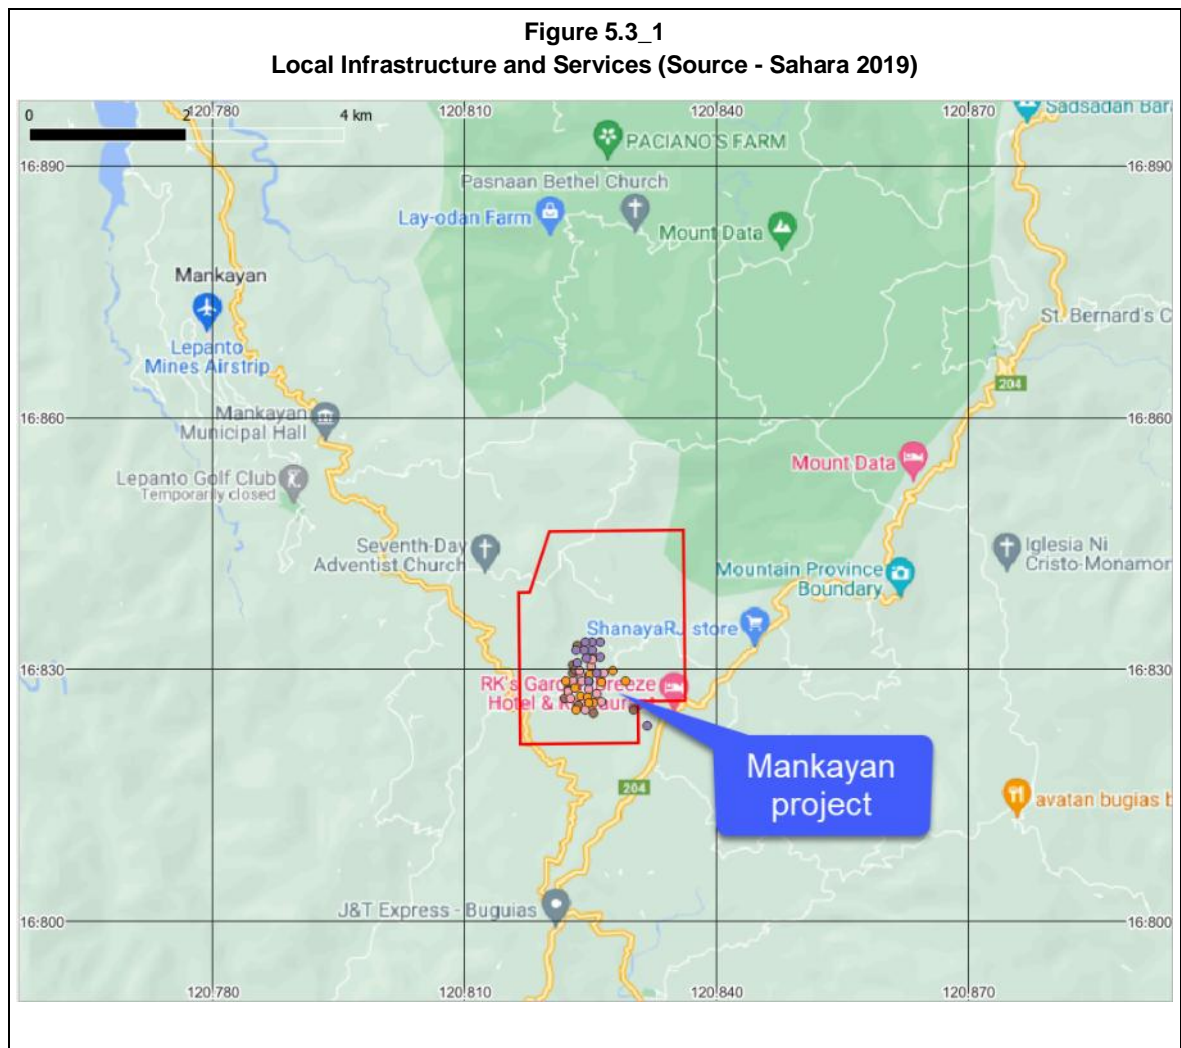 Figure 5.3_1
Local Infrastructure and Services (Source - Sahara 2019)
0
2
4 km
120.780
120.810
120.840
120.870
Sadsadan Bar
16.890
16.890
PACIANO'S FARM
Pasnaan Bethel Church
Lay-odan Farm
Mount Data
Mankayan
Lepanto
Mines Airstrip
St. Bernard's C
204
Mankayan
Municipal Hall
16.860
16.860
Lepanto Golf Club
Temporarily closed
Mount Data
Seventh-Day
Adventist Church
Iglesia Ni
Cristo-Monamon
Mountain Province
Boundary
ShanayaRJ store
16.830
16.830
RK's Garden Breeze
Hotel & Restaurant
Mankayan
project
204
avatan bugias b
J&T Express - Buguias
16.800
16.800
120.780
120.810
120.840
120.870